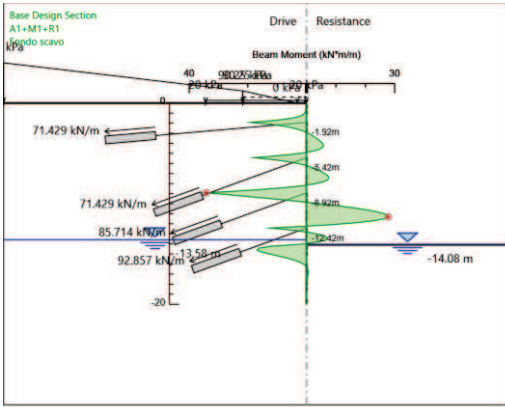 Base Design Section
A1+M1+R1
Fondo scavo
kPa
Drive
Resistance
Beam Moment (kN*m/m)
40
20 kPa
0 kPa
20 kPa
30
71.429 kN/m
-1.92m
-5.42m
71.429 kN/m
-8.92m
85.714 kN/m
-12.42m
-13.58 m
92.857 kN/m
-14.08 m
-20